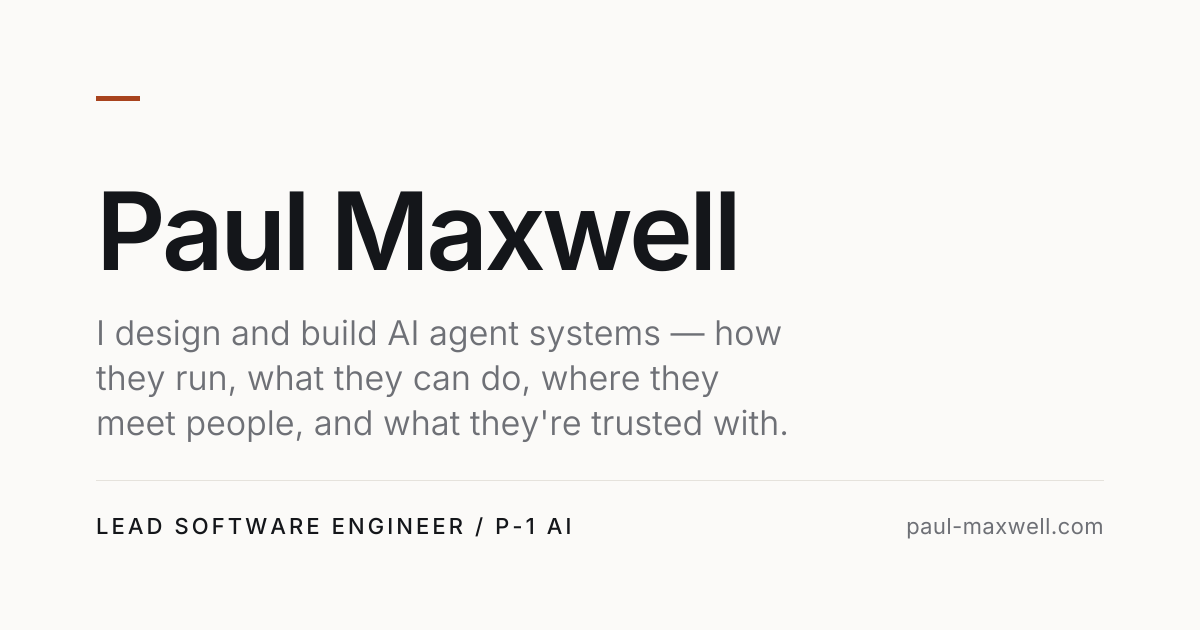 Paul Maxwell
I design and build AI agent systems — how
they run, what they can do, where they
meet people, and what they're trusted with.
LEAD SOFTWARE ENGINEER / P-1 AI
paul-maxwell.com